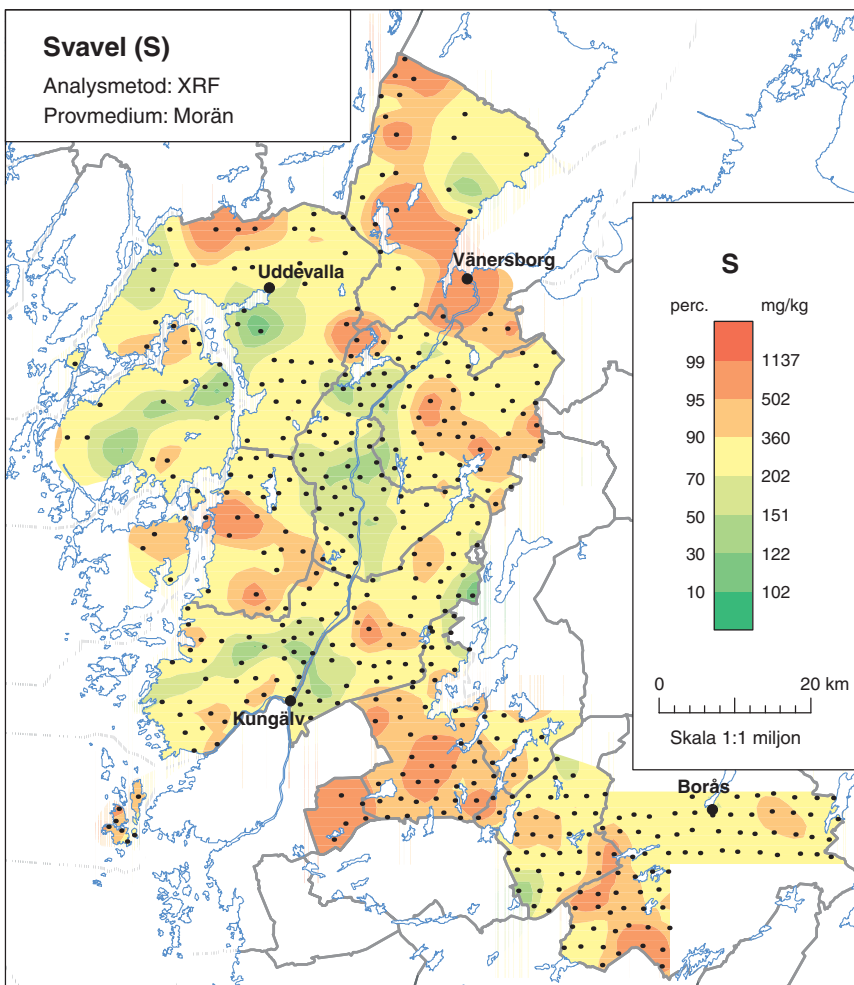 Svavel (S)
Analysmetod: XRF
Provmedium: Morän
Uddevalla
Vänersborg
Kungälv
Borås
S
perc. mg/kg
99 1137
95 502
90 360
70 202
50 151
30 122
10 102
0 20 km
Skala 1:1 miljon